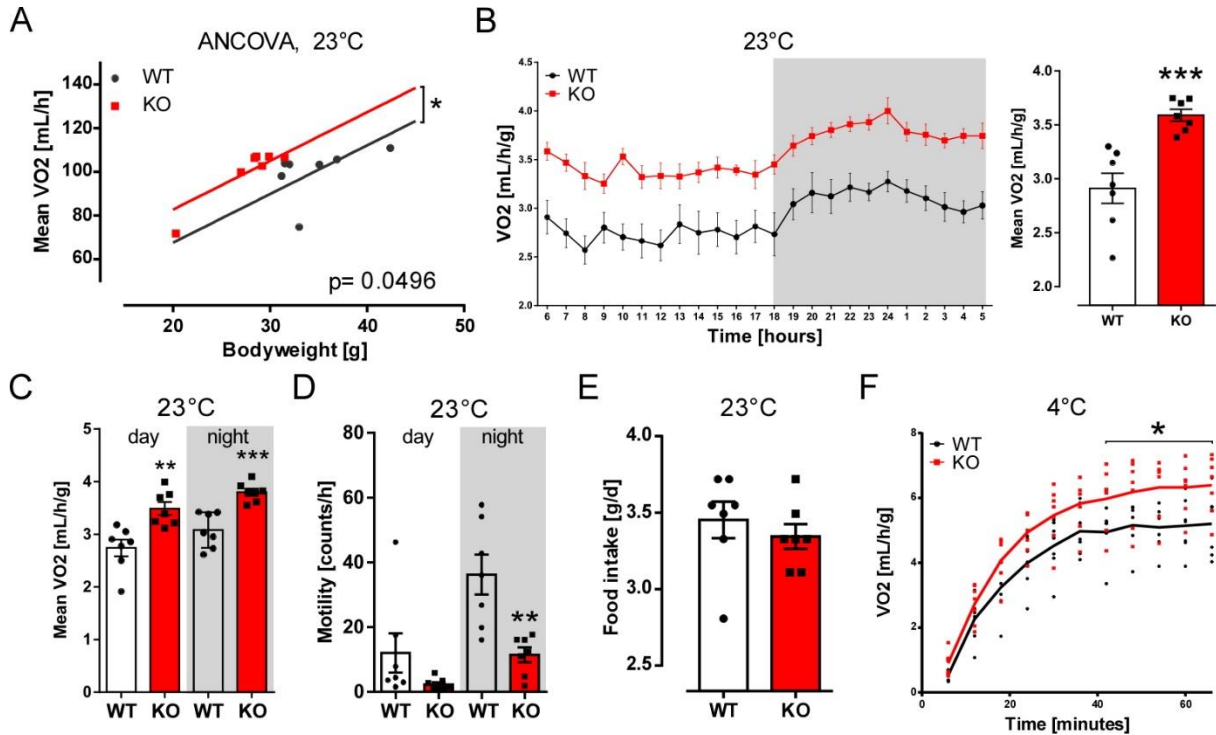 A
ANCOVA, 23°C
WT
KO
Mean VO2 [mL/h]
140
120
100
80
60
*
p= 0.0496
20
30
40
50
Bodyweight [g]
B
23°C
WT
KO
VO2 [mL/h/g]
4.5
4.0
3.5
3.0
2.5
2.0
6 7 8 9 10 11 12 13 14 15 16 17 18 19 20 21 22 23 24 1 2 3 4 5
Time [hours]
Mean VO2 [mL/h/g]
4.0
3.5
3.0
2.5
2.0
***
WT KO
C
23°C
day night
Mean VO2 [mL/h/g]
5
4
3
2
1
0
**
***
WT KO WT KO
D
23°C
day night
Motility [counts/h]
80
60
40
20
0
**
WT KO WT KO
E
23°C
Food intake [g/d]
4.0
3.5
3.0
2.5
WT KO
F
4°C
WT
KO
*
VO2 [mL/h/g]
8
6
4
2
0
0 20 40 60
Time [minutes]